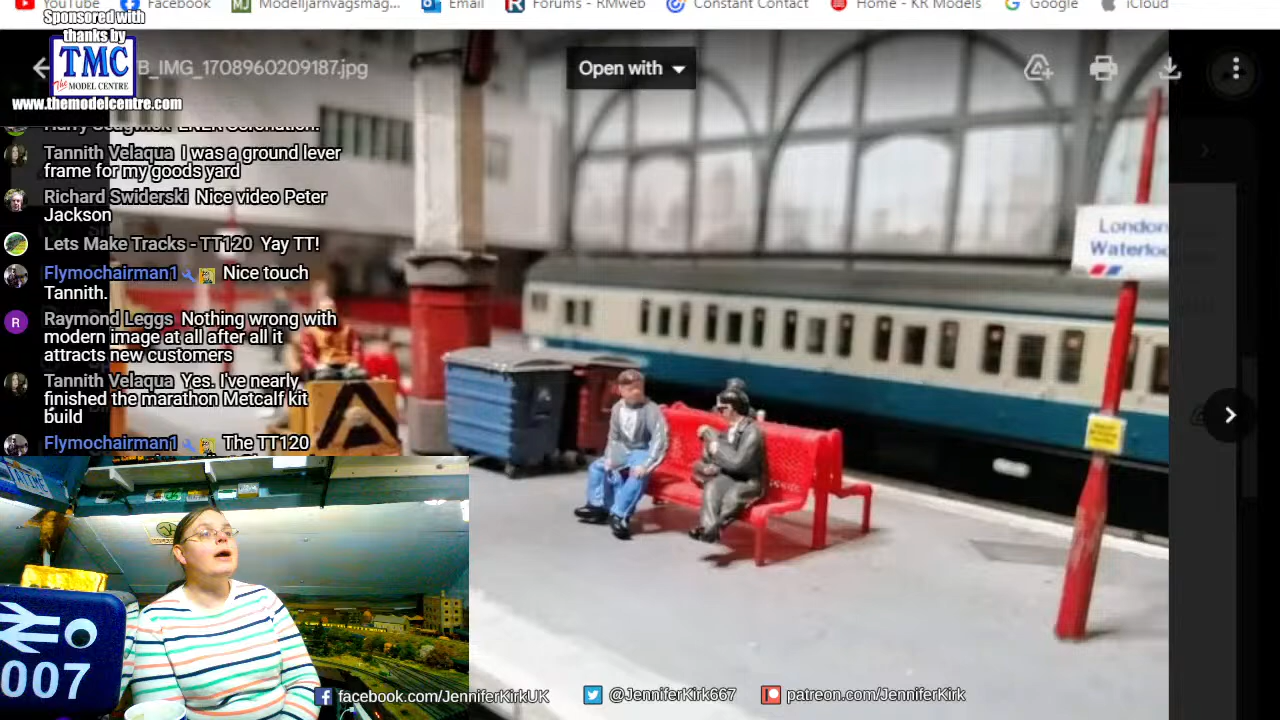 YouTube
Facebook
Modelljärnvägsmag...
Email
Forums - RMweb
Constant Contact
Home - KR Models
Google
iCloud
Sponsored with
thanks by
TMC
The MODEL CENTRE
www.themodelcentre.com
B_IMG_1708960209187.jpg
Open with
Tannith Velaqua I was a ground lever
frame for my goods yard
Richard Swiderski Nice video Peter
Jackson
Lets Make Tracks - TT120 Yay TT!
Flymochairman1 Nice touch
Tannith.
R
Raymond Leggs Nothing wrong with
modern image at all after all it
attracts new customers
Tannith Velaqua Yes. I've nearly
finished the marathon Metcalf kit
build
Flymochairman1 The TT120
London
Waterloo
007
facebook.com/JenniferKirkUK
@JenniferKirk667
patreon.com/JenniferKirk